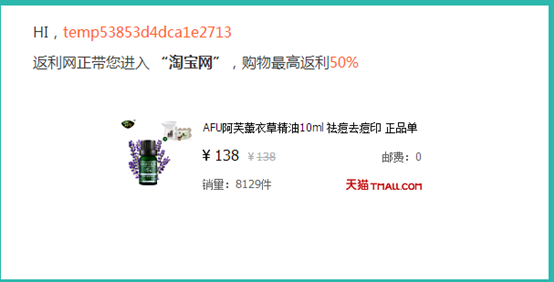 HI，temp53853d4dca1e2713
返利网正带您进入 “淘宝网” ，购物最高返利50%
AFU阿芙薰衣草精油10ml 祛痘去痘印 正品单
¥ 138 ¥ 138 邮费：0
销量：8129件 天猫 TMALL.COM